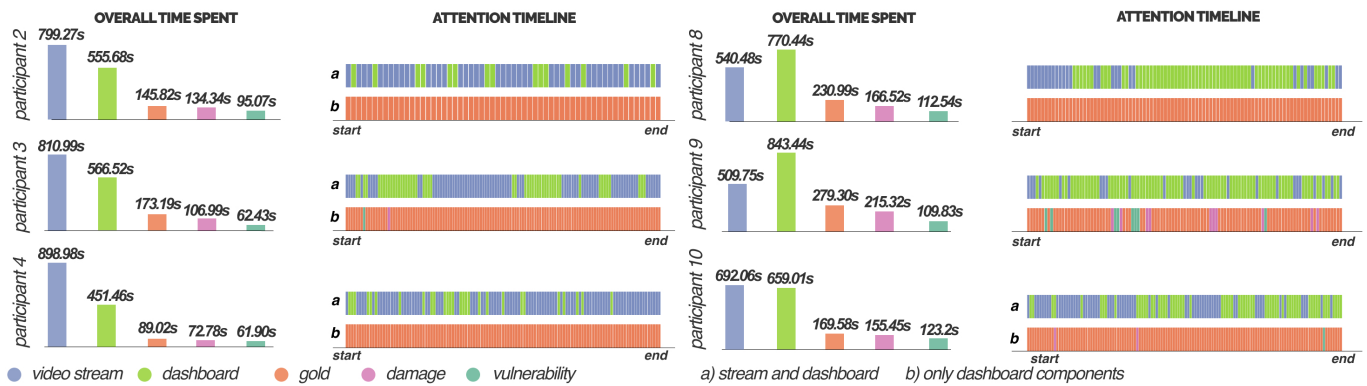 OVERALL TIME SPENT
ATTENTION TIMELINE
participant 2
799.27s
555.68s
145.82s
134.34s
95.07s
a
b
start
end
participant 3
810.99s
566.52s
173.19s
106.99s
62.43s
a
b
participant 4
898.98s
451.46s
89.02s
72.78s
61.90s
a
b
start
end
OVERALL TIME SPENT
ATTENTION TIMELINE
participant 8
540.48s
770.44s
230.99s
166.52s
112.54s
start
end
participant 9
509.75s
843.44s
279.30s
215.32s
109.83s
start
end
participant 10
692.06s
659.01s
169.58s
155.45s
123.2s
a
b
start
end
video stream
dashboard
gold
damage
vulnerability
a) stream and dashboard
b) only dashboard components